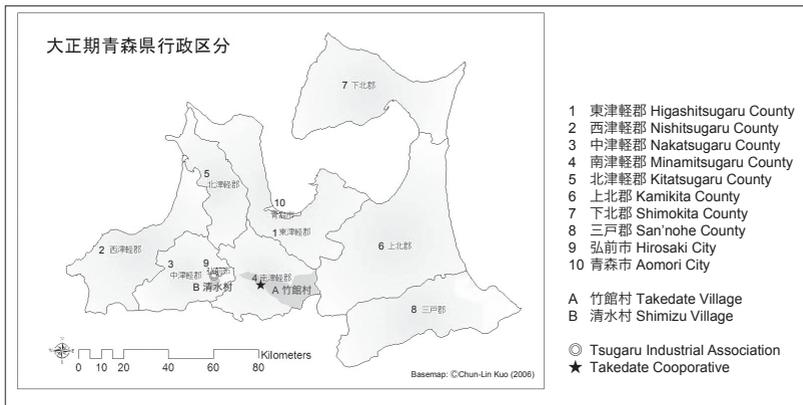 大正期青森県行政区分
7 下北郡
5
北津軽郡
10
青森市
1 東津軽郡
2 西津軽郡
6 上北郡
3
中津軽郡
9
弘前市
B 清水村
4 南津軽郡
A 竹館村
8 三戸郡
0 10 20 40 60 80
Kilometers
Basemap: ©Chun-Lin Kuo (2006)
1 東津軽郡 Higashitsugaru County
2 西津軽郡 Nishitsugaru County
3 中津軽郡 Nakatsugaru County
4 南津軽郡 Minamitsugaru County
5 北津軽郡 Kitatsugaru County
6 上北郡 Kamikita County
7 下北郡 Shimokita County
8 三戸郡 San'nohe County
9 弘前市 Hirosaki City
10 青森市 Aomori City
A 竹館村 Takedate Village
B 清水村 Shimizu Village
◎ Tsugaru Industrial Association
★ Takedate Cooperative